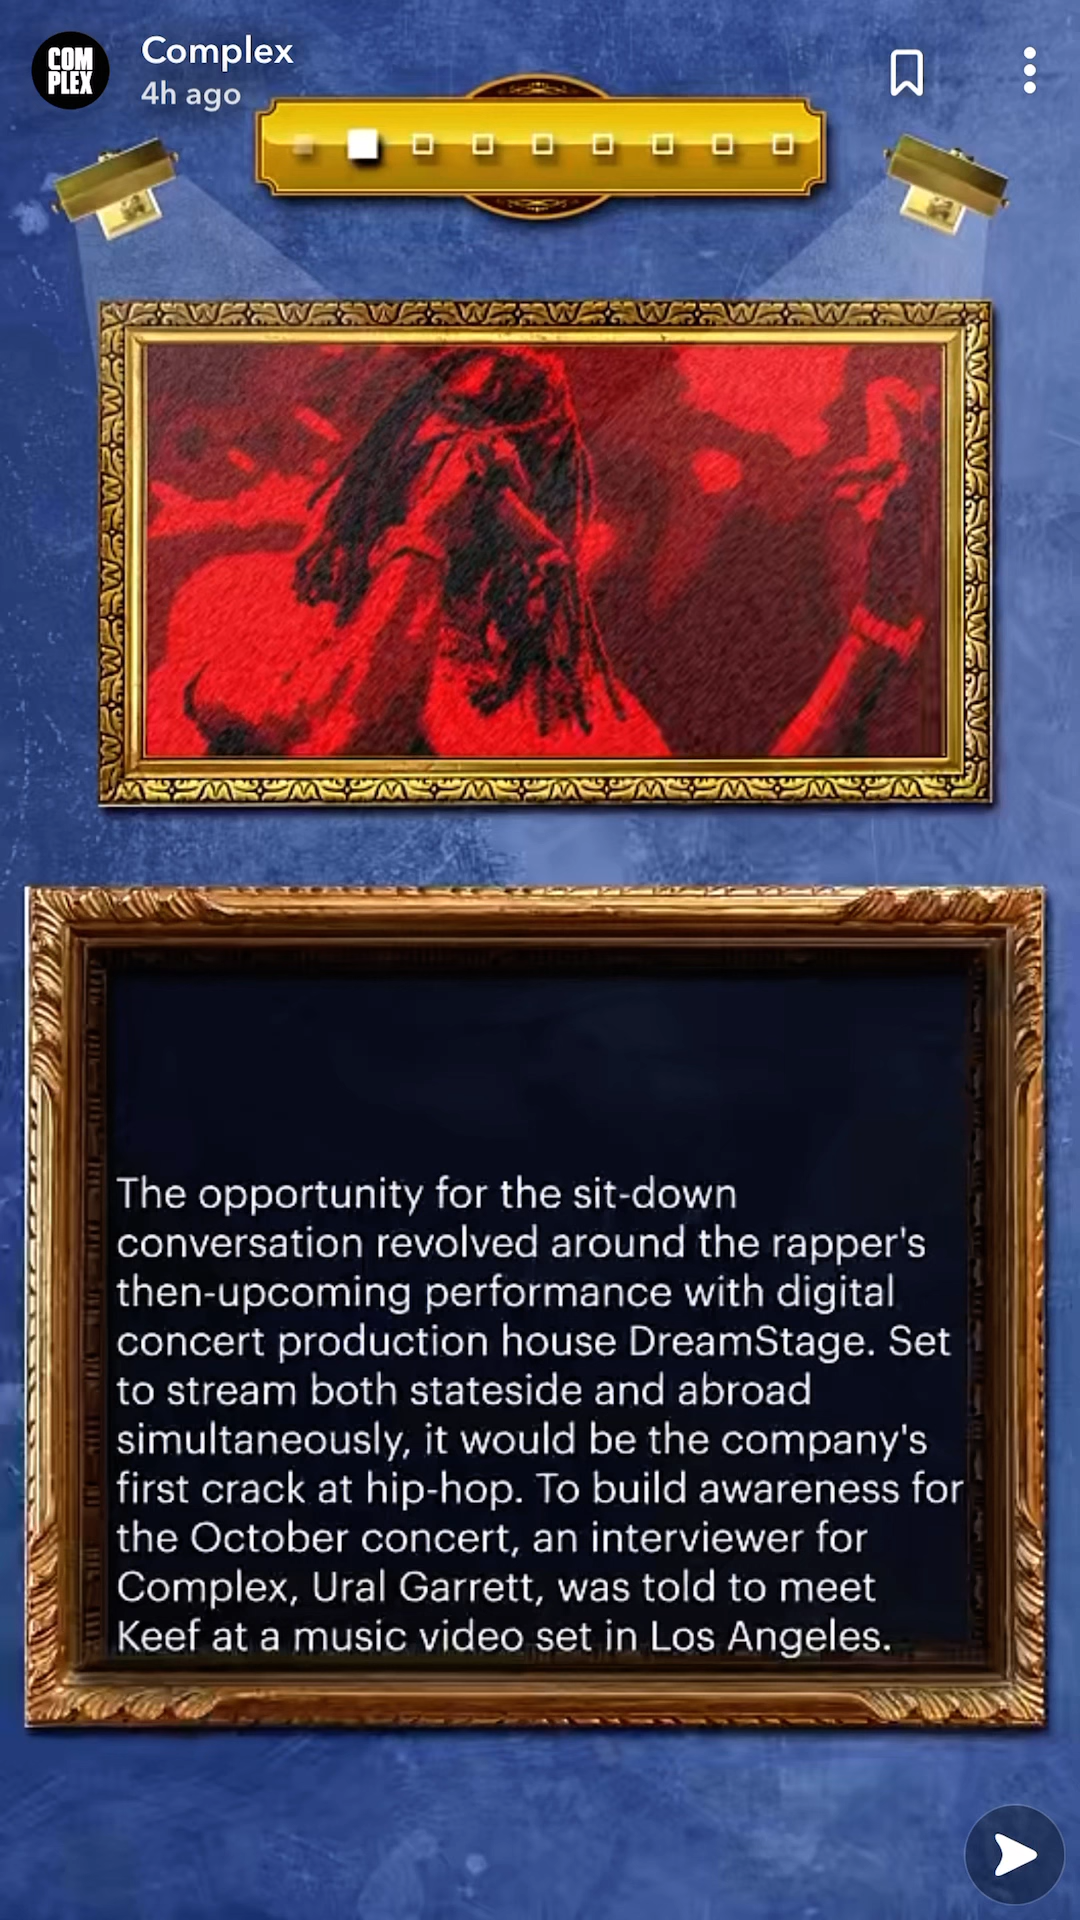 COM
PLEX
Complex
4h ago
The opportunity for the sit-down
conversation revolved around the rapper's
then-upcoming performance with digital
concert production house DreamStage. Set
to stream both stateside and abroad
simultaneously, it would be the company's
first crack at hip-hop. To build awareness for
the October concert, an interviewer for
Complex, Ural Garrett, was told to meet
Keef at a music video set in Los Angeles.